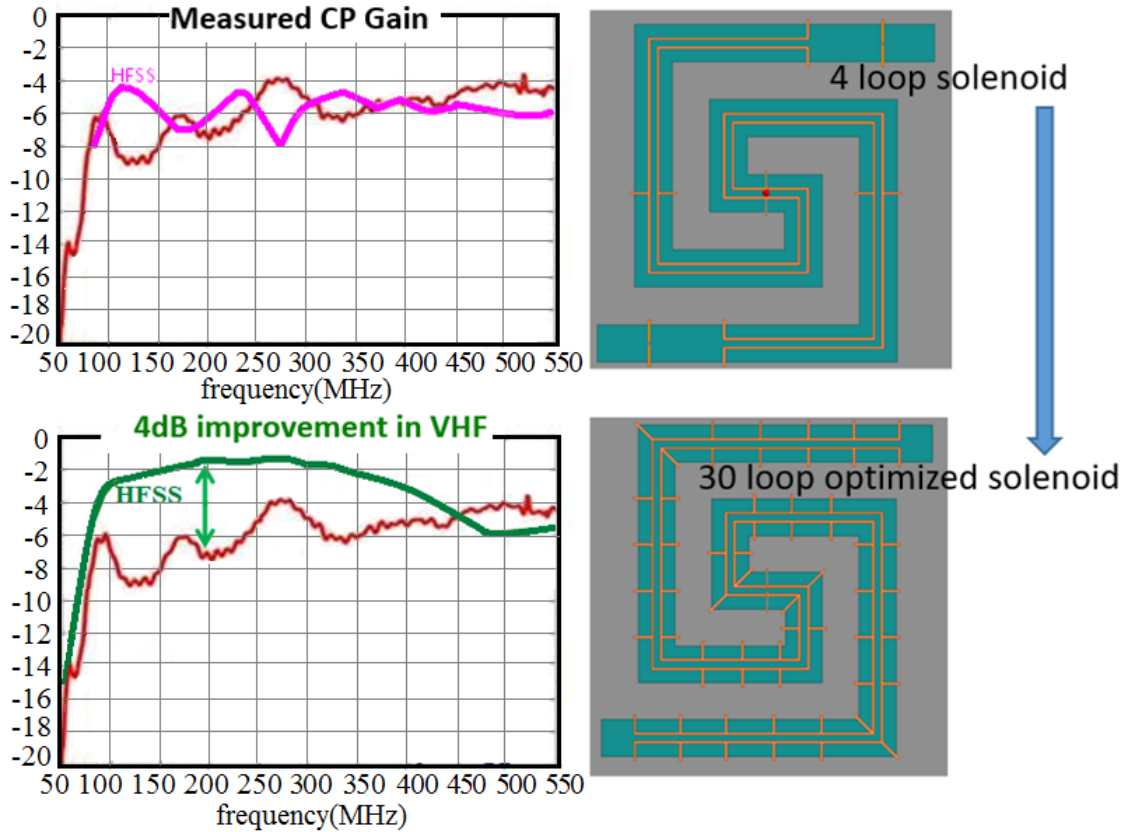 Measured CP Gain
0
-2
-4
-6
-8
-10
-12
-14
-16
-18
-20
HFSS
50 100 150 200 250 300 350 400 450 500 550
frequency(MHz)
4 loop solenoid
4dB improvement in VHF
0
-2
-4
-6
-8
-10
-12
-14
-16
-18
-20
HFSS
50 100 150 200 250 300 350 400 450 500 550
frequency(MHz)
30 loop optimized solenoid